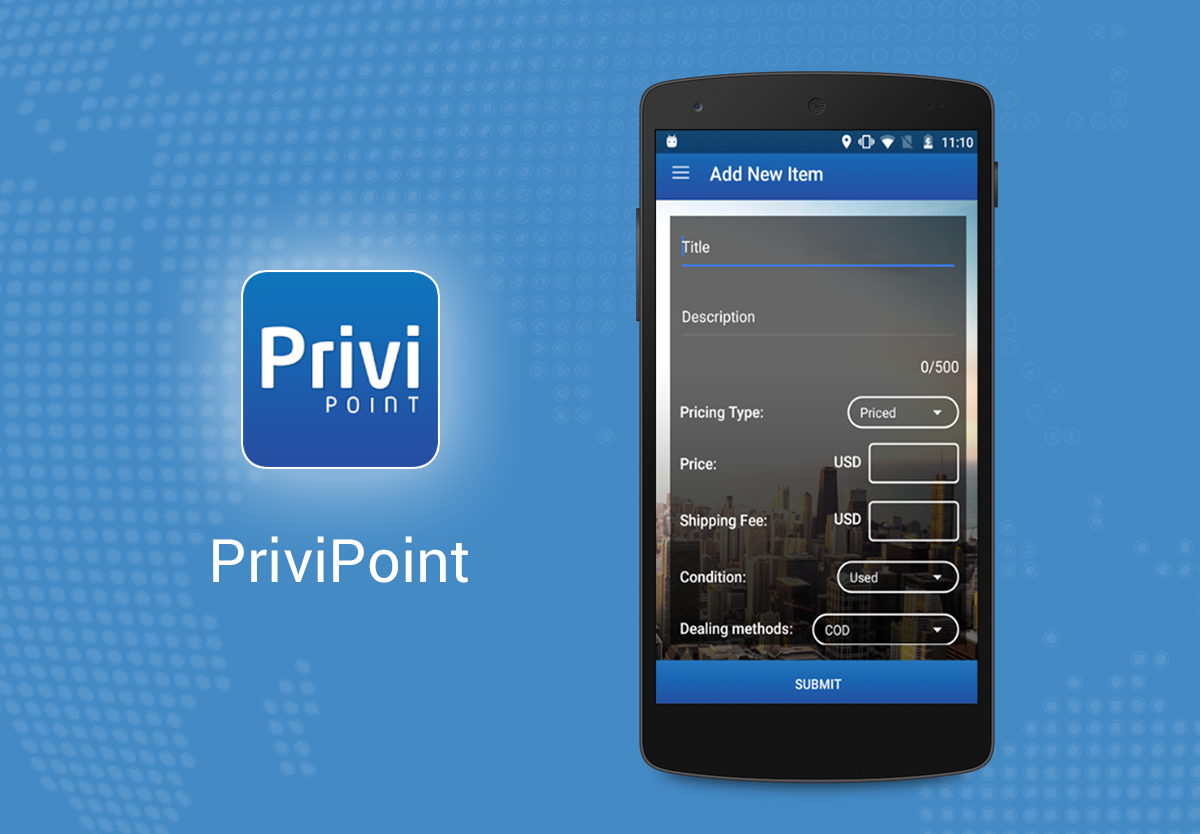 Privi
POINT
PriviPoint
11:10
Add New Item
Title
Description
0/500
Pricing Type: Priced
Price: USD
Shipping Fee: USD
Condition: Used
Dealing methods: COD
SUBMIT